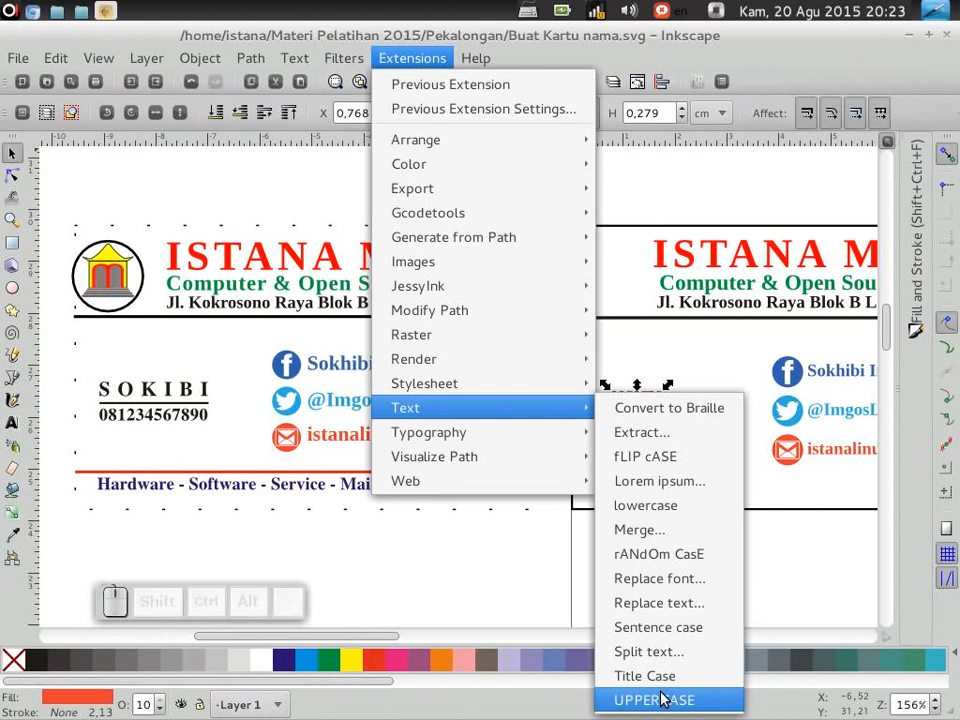 en
Kam, 20 Agu 2015 20:23
/home/istana/Materi Pelatihan 2015/Pekalongan/Buat Kartu nama.svg - Inkscape
File Edit View Layer Object Path Text Filters Extensions Help
X 0,768
H 0,279 cm Affect:
Previous Extension
Previous Extension Settings...
Arrange
Color
Export
Gcodetools
Generate from Path
Images
JessyInk
Modify Path
Raster
Render
Stylesheet
Text
Typography
Visualize Path
Web
Convert to Braille
Extract...
fLIP cASE
Lorem ipsum...
lowercase
Merge...
rANdOm CasE
Replace font...
Replace text...
Sentence case
Split text...
Title Case
UPPERCASE
ISTANA M
Computer & Open S
Jl. Kokrosono Raya Blok B
S O K I B I
081234567890
Sokhibi
@Imgo
istanalin
Hardware - Software - Service - Mai
ISTANA M
Computer & Open Sou
Jl. Kokrosono Raya Blok B L
Sokhibi I
@ImgosL
istanalinu
Fill and Stroke (Shift+Ctrl+F)
Shift Ctrl Alt
Fill:
Stroke: None 2,13
O: 10
Layer 1
X: -6,52
Y: 31,21
Z: 156%